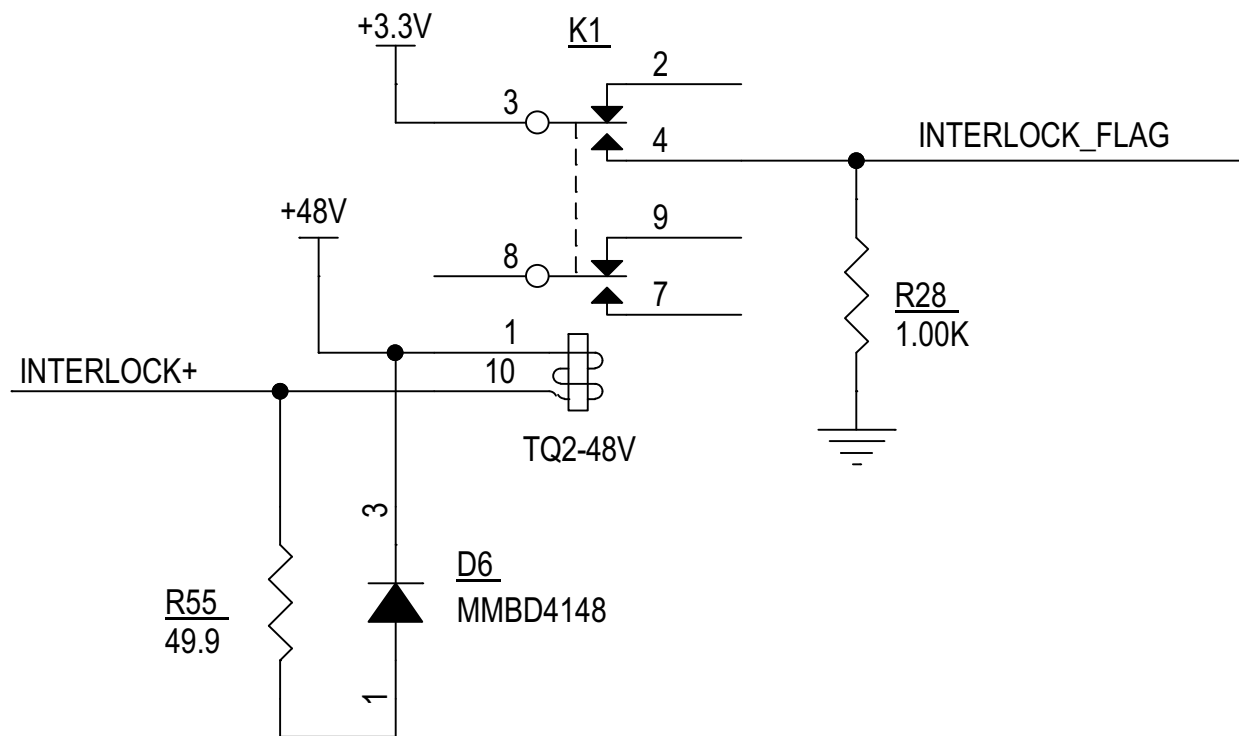 +3.3V
K1
2
3
4
INTERLOCK_FLAG
+48V
9
8
7
R28
1.00K
1
INTERLOCK+
10
TQ2-48V
3
D6
MMBD4148
R55
49.9
1